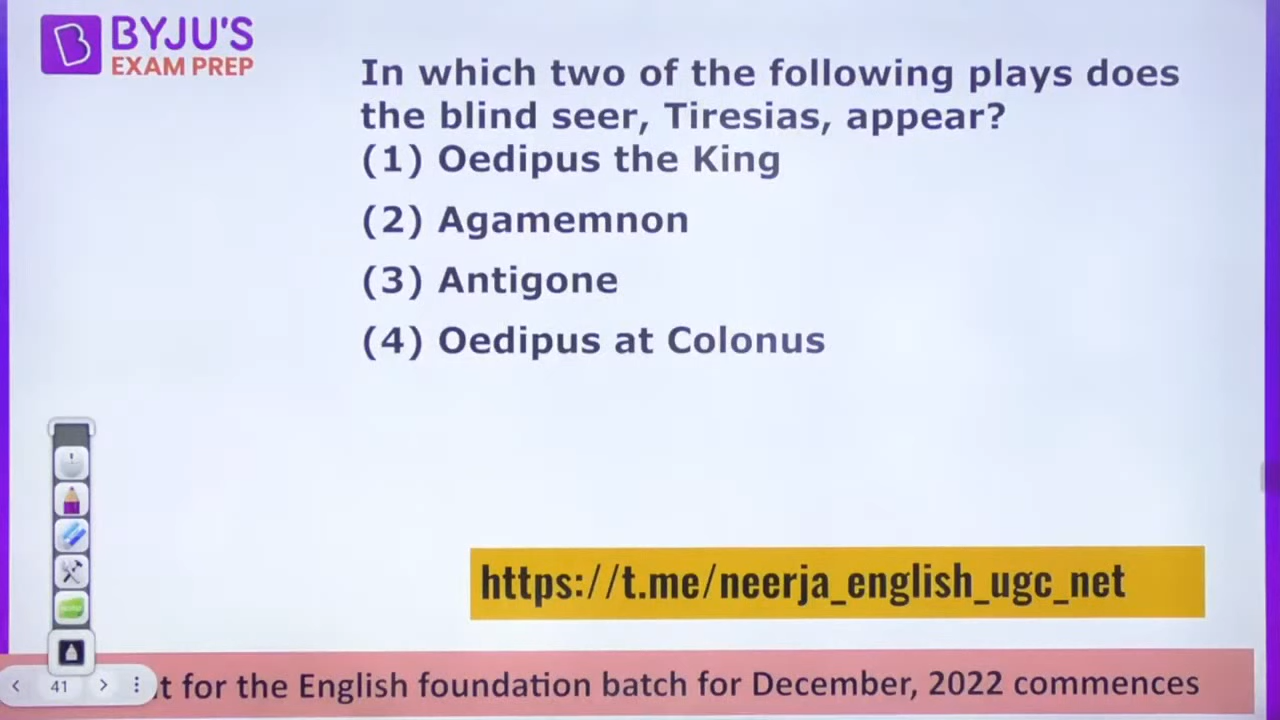 BYJU'S
EXAM PREP
In which two of the following plays does
the blind seer, Tiresias, appear?
(1) Oedipus the King
(2) Agamemnon
(3) Antigone
(4) Oedipus at Colonus
https://t.me/neerja_english_ugc_net
41
t for the English foundation batch for December, 2022 commences